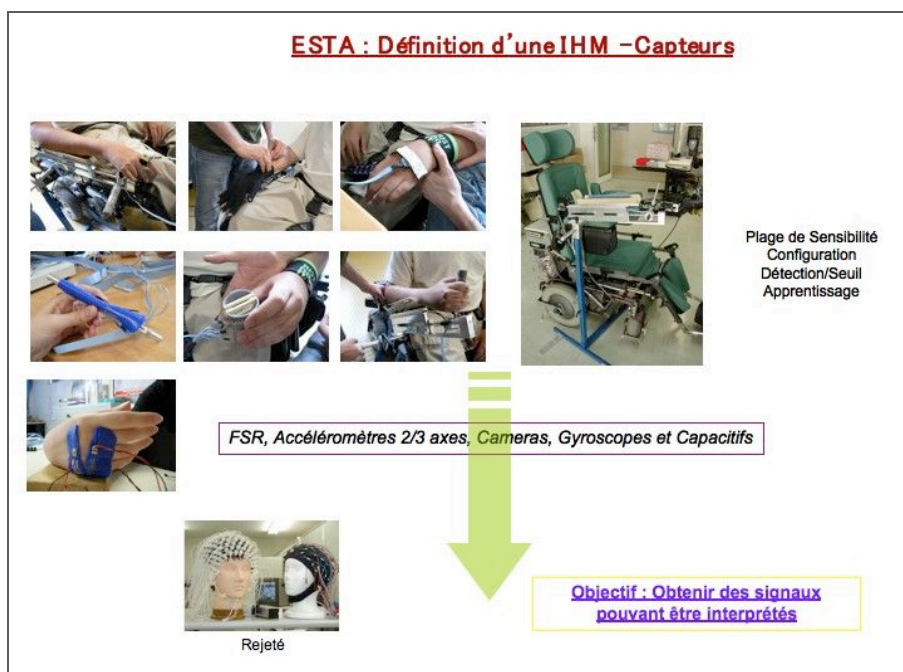 ESTA : Définition d'une IHM –Capteurs
Plage de Sensibilité
Configuration
Détection/Seuil
Apprentissage
FSR, Accéléromètres 2/3 axes, Cameras, Gyroscopes et Capacitifs
Rejeté
Objectif : Obtenir des signaux
pouvant être interprétés